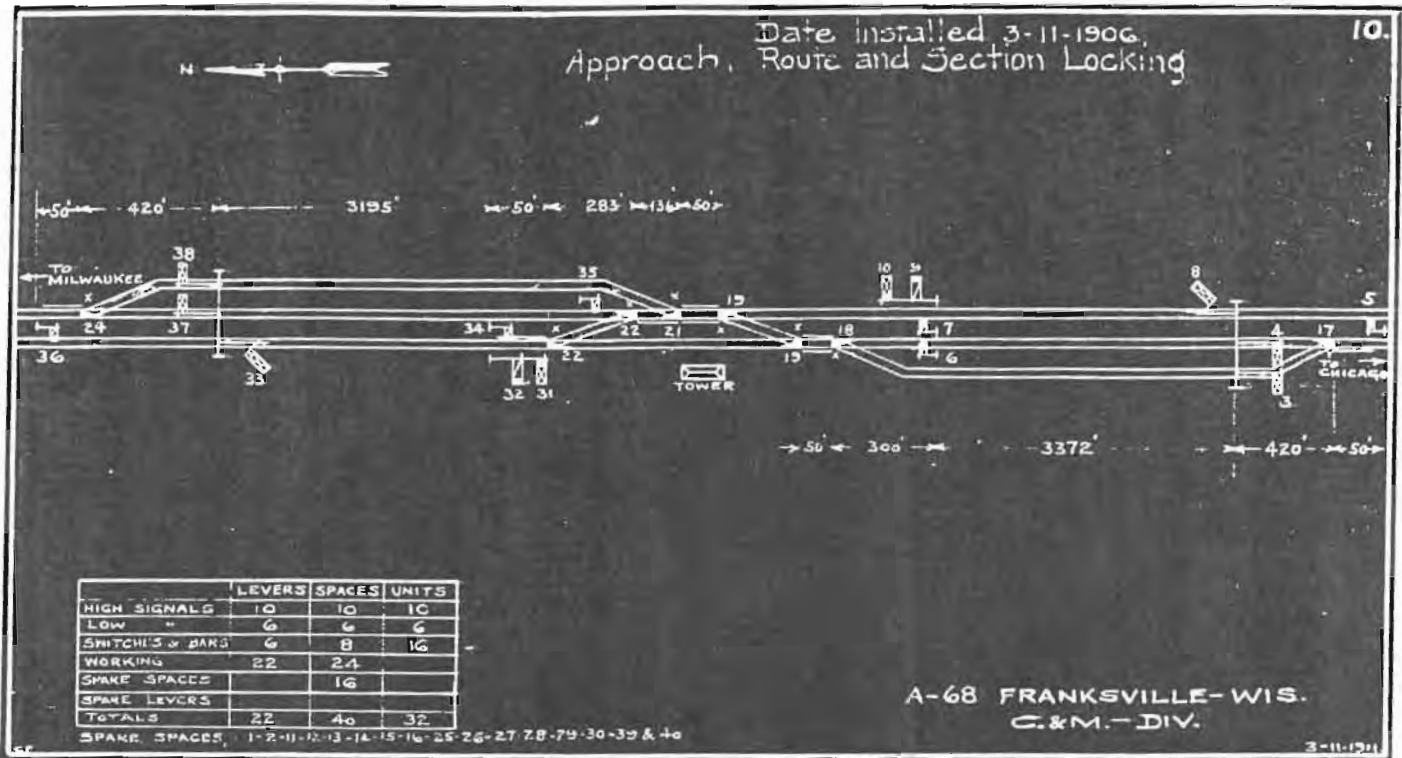 Date Installed 3-11-1906.
10.
Approach, Route and Section Locking
N
50' 420' 3195' 50' 283' 136' 50'
TO MILWAUKEE
38
35
10
8
24
37
22
21
19
7
5
36
33
34
22
19
18
6
4
17
TO CHICAGO
32 31
TOWER
3
50' 300' 3372' 420' 50'
LEVERS SPACES UNITS
HIGH SIGNALS 10 10 10
LOW " 6 6 6
SWITCHES & BARS 6 8 16
WORKING 22 24
SPARE SPACES 16
SPARE LEVERS
TOTALS 22 40 32
SPARE SPACES, 1-2-11-12-13-14-15-16-25-26-27-28-29-30-39 & 40
A-68 FRANKSVILLE-WIS.
C.&M.-DIV.
3-11-1911